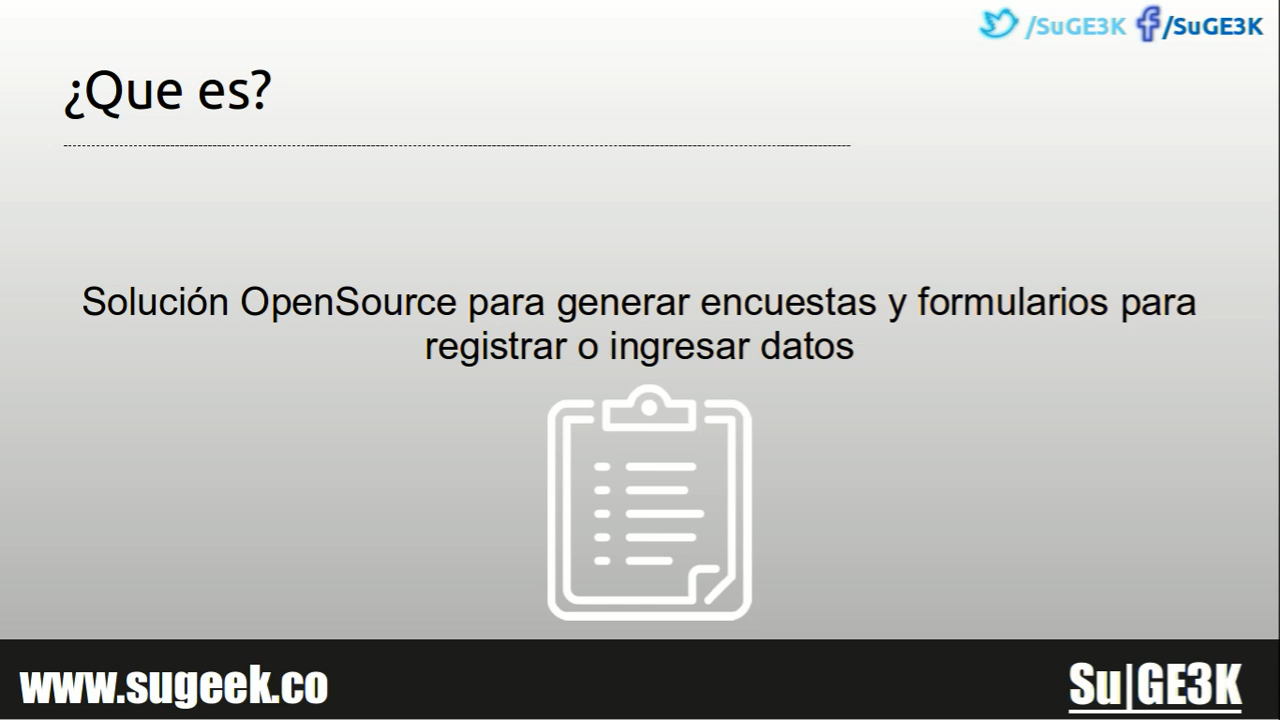 /SuGE3K /SuGE3K
¿Que es?
Solución OpenSource para generar encuestas y formularios para
registrar o ingresar datos
www.sugeek.co
Su|GE3K